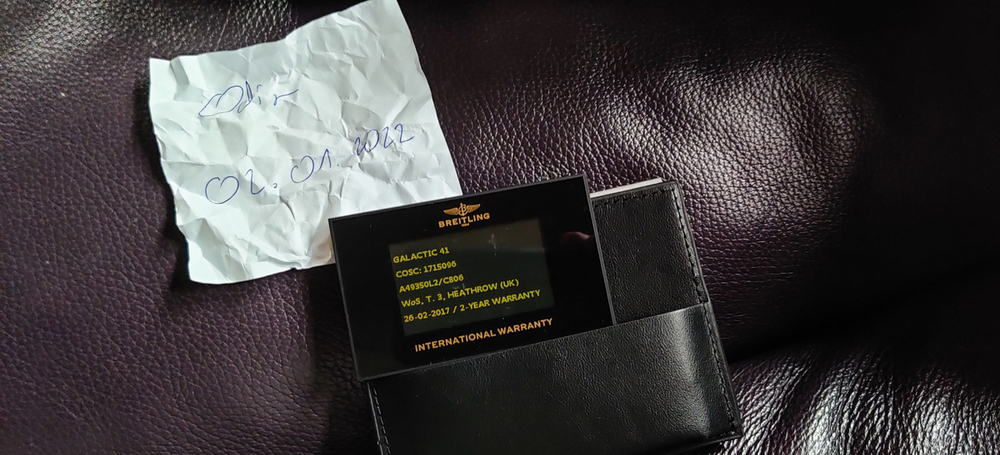 Odin
02.01.2022
BREITLING
GALACTIC 41
COSC: 1715096
A49350L2/C806
WoS, T. 3, HEATHROW (UK)
26-02-2017 / 2-YEAR WARRANTY
INTERNATIONAL WARRANTY